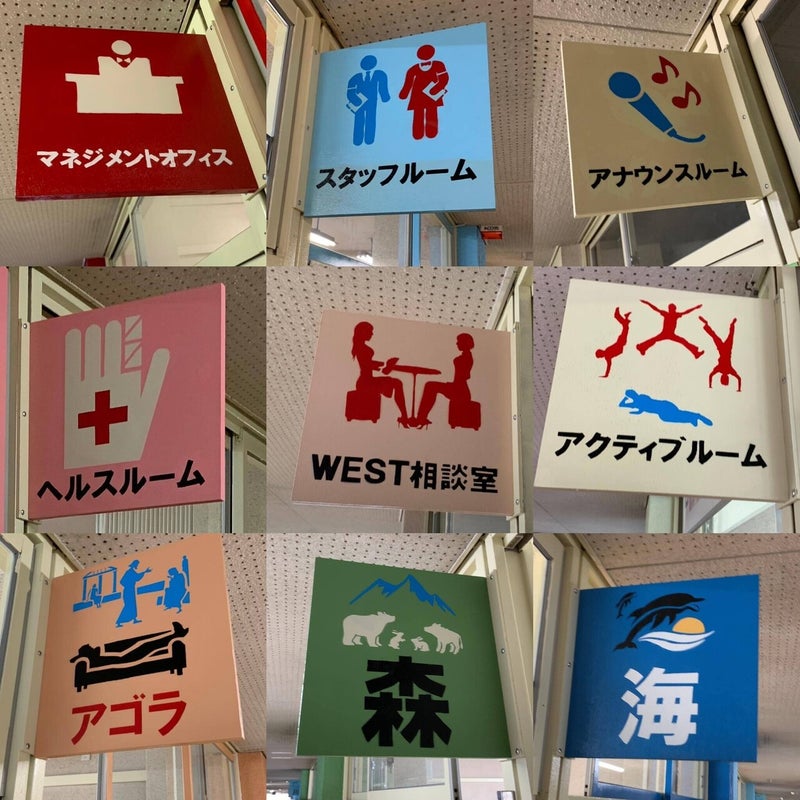 マネジメントオフィス
スタッフルーム
アナウンスルーム
ヘルスルーム
WEST相談室
アクティブルーム
アゴラ
森
海